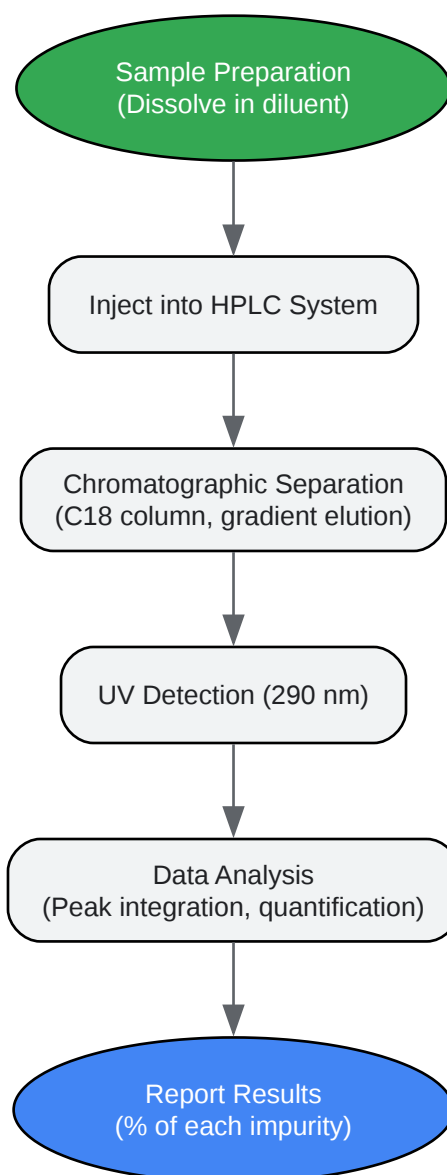 Sample Preparation
(Dissolve in diluent)
Inject into HPLC System
Chromatographic Separation
(C18 column, gradient elution)
UV Detection (290 nm)
Data Analysis
(Peak integration, quantification)
Report Results
(% of each impurity)